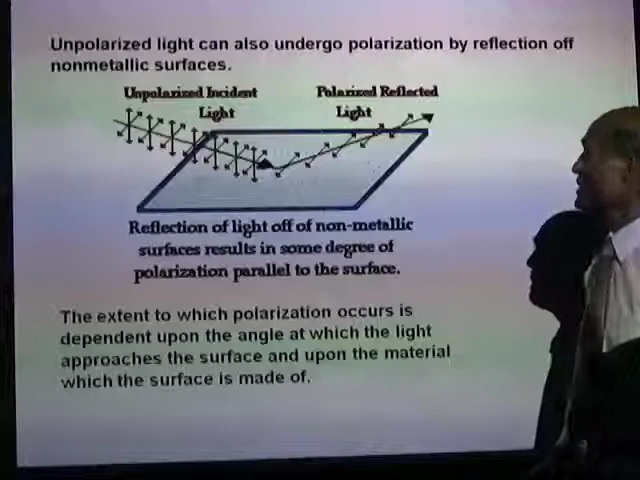 Unpolarized light can also undergo polarization by reflection off
nonmetallic surfaces.
Unpolarized Incident
Light
Polarized Reflected
Light
Reflection of light off of non-metallic
surfaces results in some degree of
polarization parallel to the surface.
The extent to which polarization occurs is
dependent upon the angle at which the light
approaches the surface and upon the material
which the surface is made of.